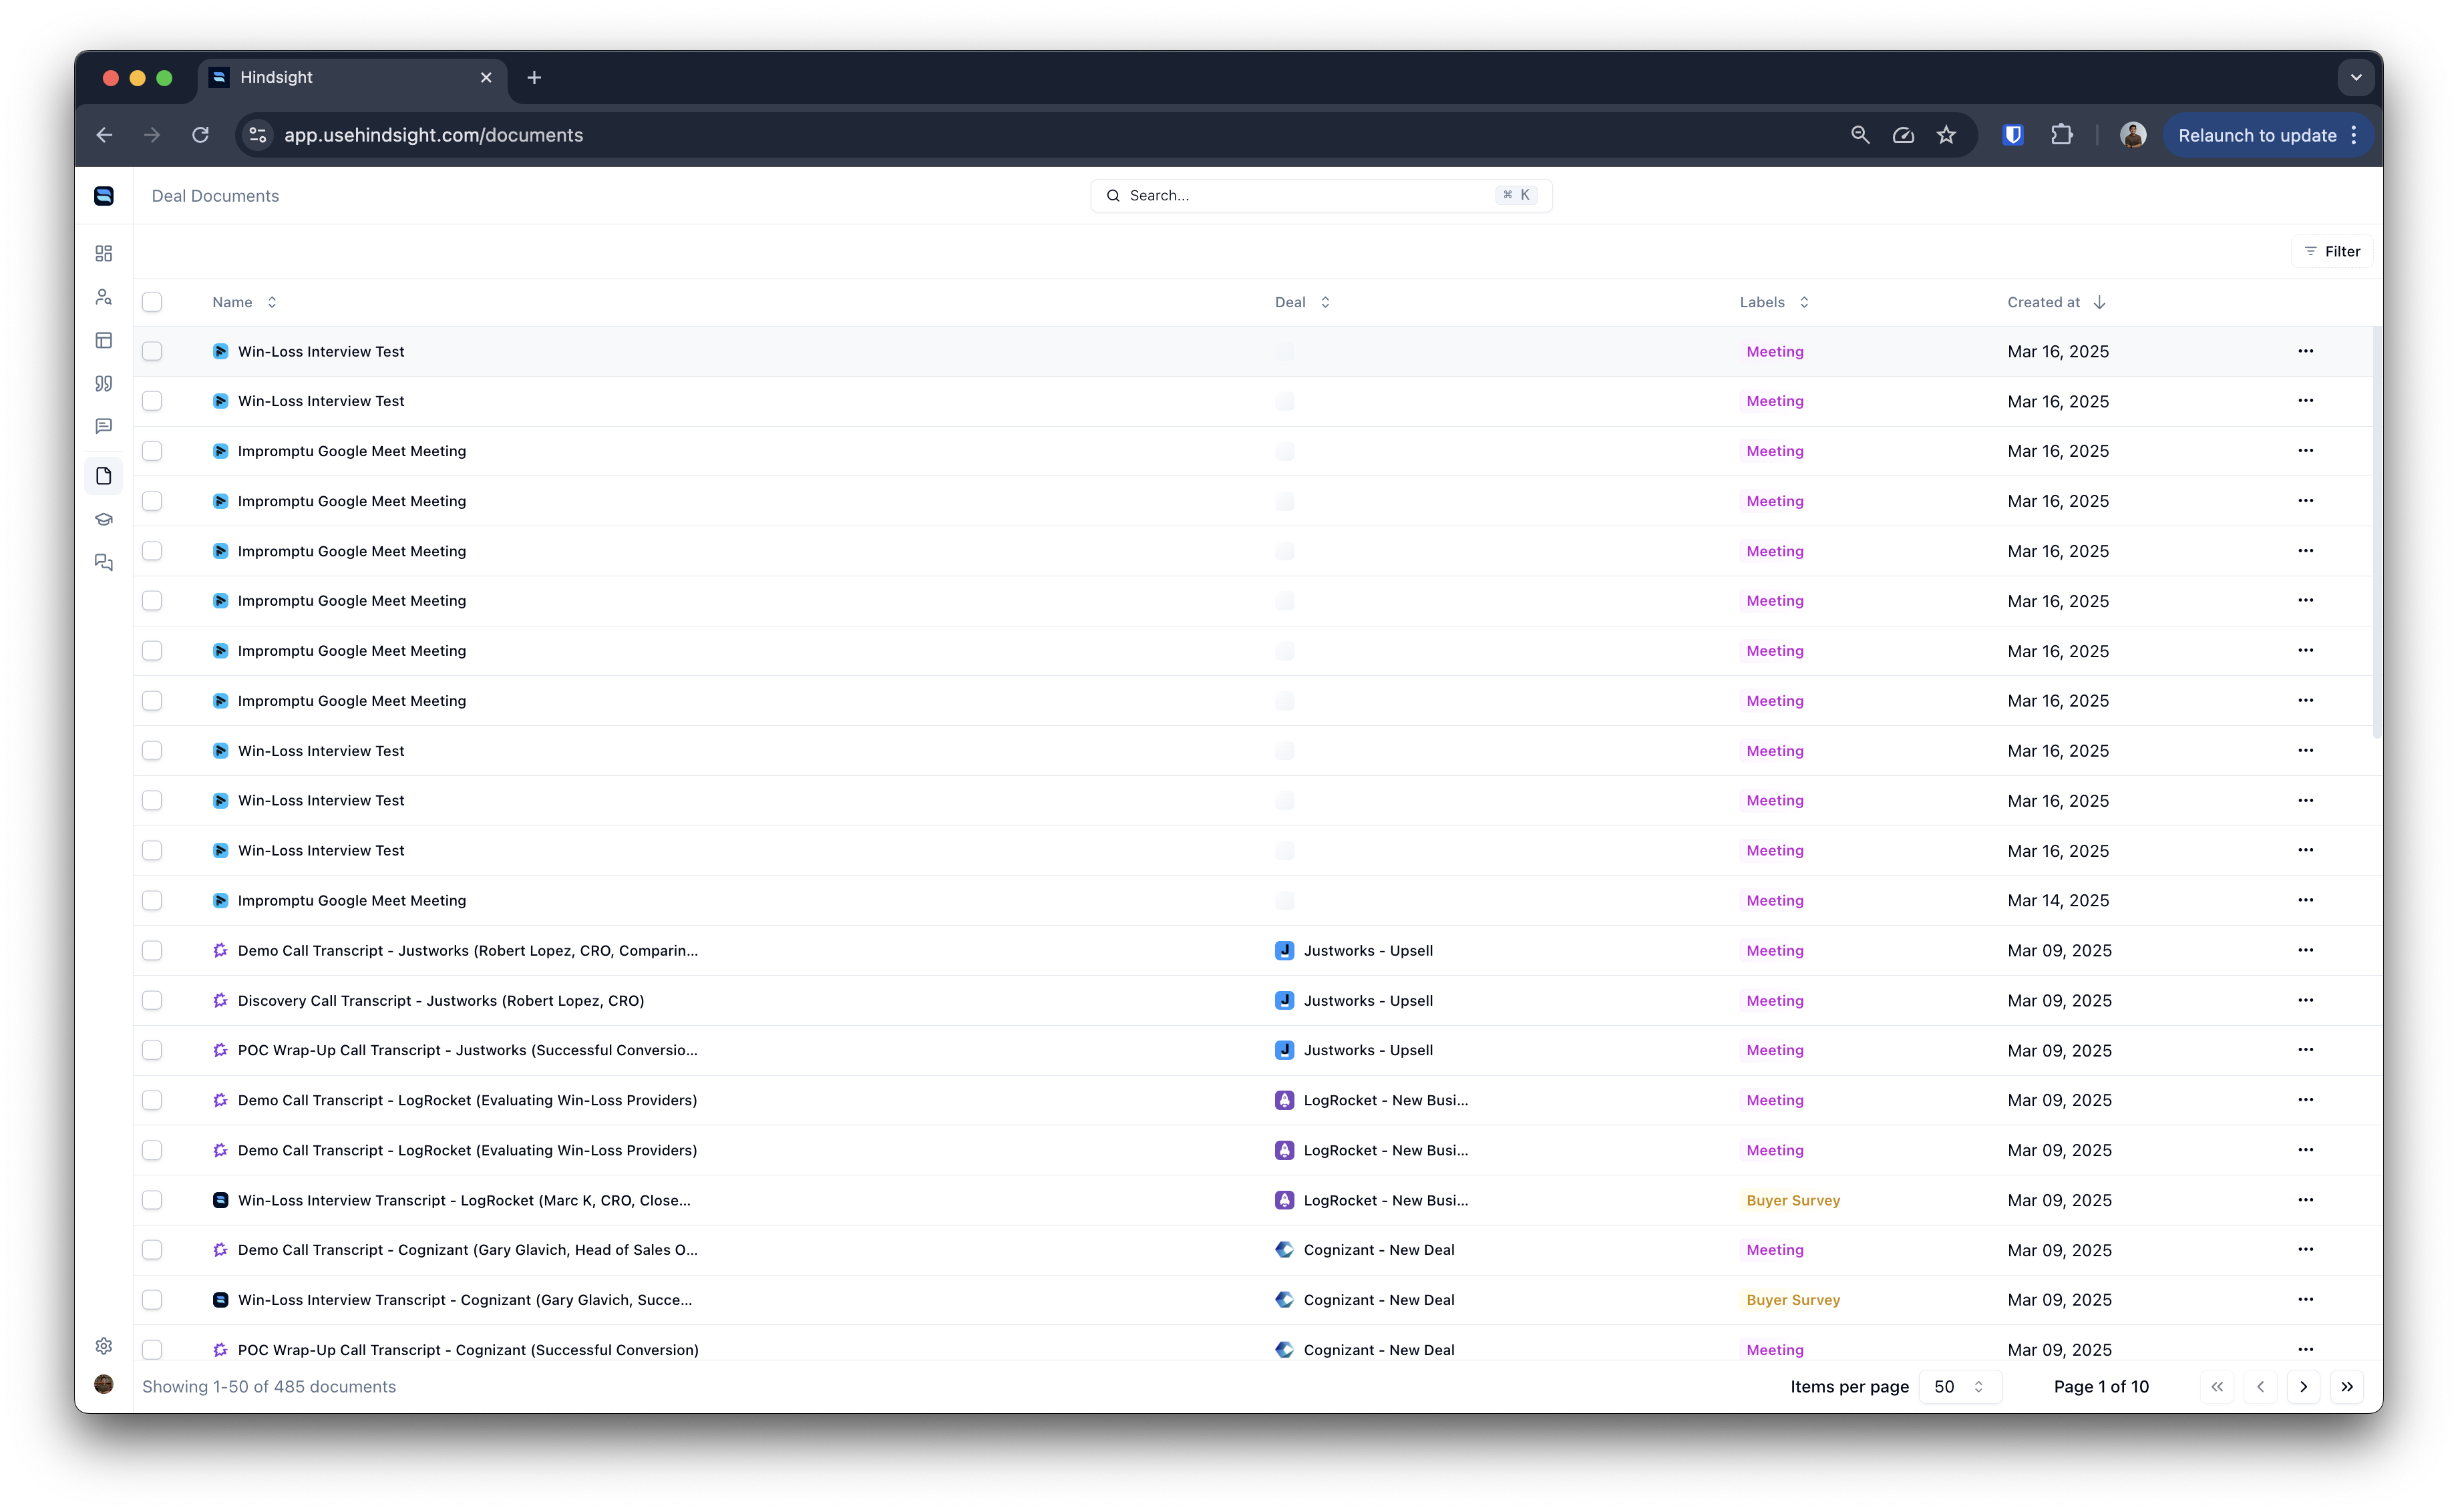 Hindsight
app.usehindsight.com/documents
Relaunch to update
Deal Documents
Search...
⌘ K
Filter
Name Deal Labels Created at
Win-Loss Interview Test Meeting Mar 16, 2025
Win-Loss Interview Test Meeting Mar 16, 2025
Impromptu Google Meet Meeting Meeting Mar 16, 2025
Impromptu Google Meet Meeting Meeting Mar 16, 2025
Impromptu Google Meet Meeting Meeting Mar 16, 2025
Impromptu Google Meet Meeting Meeting Mar 16, 2025
Impromptu Google Meet Meeting Meeting Mar 16, 2025
Impromptu Google Meet Meeting Meeting Mar 16, 2025
Win-Loss Interview Test Meeting Mar 16, 2025
Win-Loss Interview Test Meeting Mar 16, 2025
Win-Loss Interview Test Meeting Mar 16, 2025
Impromptu Google Meet Meeting Meeting Mar 14, 2025
Demo Call Transcript - Justworks (Robert Lopez, CRO, Comparin... Justworks - Upsell Meeting Mar 09, 2025
Discovery Call Transcript - Justworks (Robert Lopez, CRO) Justworks - Upsell Meeting Mar 09, 2025
POC Wrap-Up Call Transcript - Justworks (Successful Conversio... Justworks - Upsell Meeting Mar 09, 2025
Demo Call Transcript - LogRocket (Evaluating Win-Loss Providers) LogRocket - New Busi... Meeting Mar 09, 2025
Demo Call Transcript - LogRocket (Evaluating Win-Loss Providers) LogRocket - New Busi... Meeting Mar 09, 2025
Win-Loss Interview Transcript - LogRocket (Marc K, CRO, Close... LogRocket - New Busi... Buyer Survey Mar 09, 2025
Demo Call Transcript - Cognizant (Gary Glavich, Head of Sales O... Cognizant - New Deal Meeting Mar 09, 2025
Win-Loss Interview Transcript - Cognizant (Gary Glavich, Succe... Cognizant - New Deal Buyer Survey Mar 09, 2025
POC Wrap-Up Call Transcript - Cognizant (Successful Conversion) Cognizant - New Deal Meeting Mar 09, 2025
Showing 1-50 of 485 documents Items per page 50 Page 1 of 10